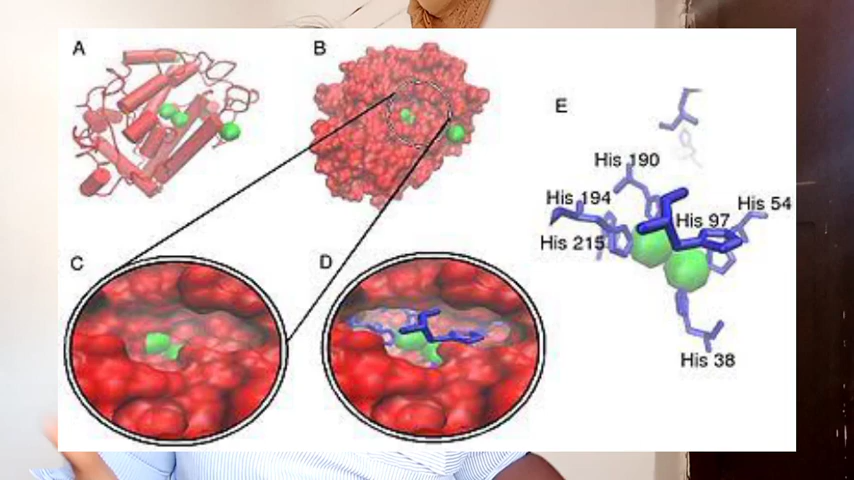 A
B
E
His 190
His 194
His 54
His 97
His 215
C
D
His 38